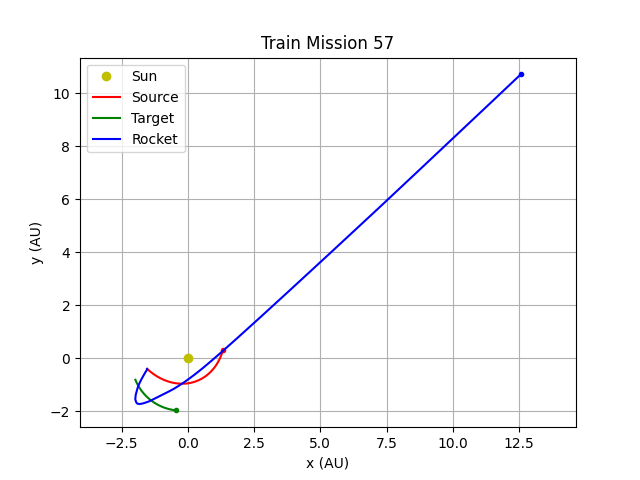 Train Mission 57
Sun
Source
Target
Rocket
10
8
6
4
2
0
−2
y (AU)
−2.5 0.0 2.5 5.0 7.5 10.0 12.5
x (AU)